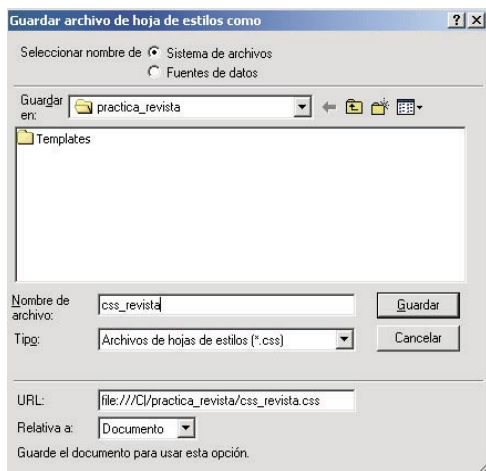 Guardar archivo de hoja de estilos como
Seleccionar nombre de Sistema de archivos
Fuentes de datos
Guardar en: practica_revista
Templates
Nombre de archivo: css_revista
Guardar
Tipo: Archivos de hojas de estilos (*.css)
Cancelar
URL: file:///C|/practica_revista/css_revista.css
Relativa a: Documento
Guarde el documento para usar esta opción.